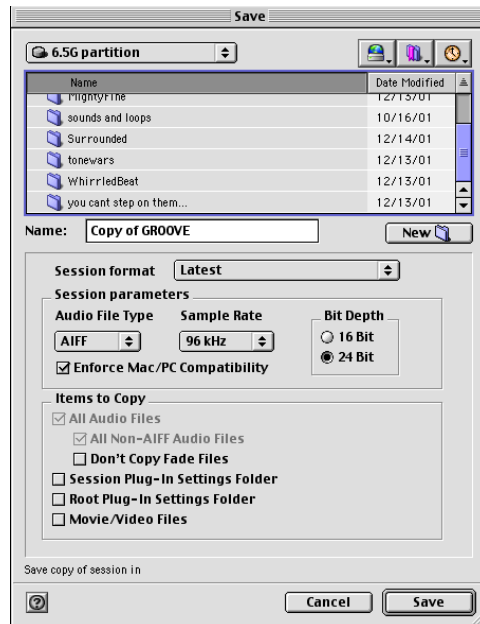 Save
6.5G partition
Name Date Modified
MightyFine 12/13/01
sounds and loops 10/16/01
Surrounded 12/14/01
tonewars 12/13/01
WhirrledBeat 12/13/01
you cant step on them... 12/13/01
Name: Copy of GROOVE New
Session format Latest
Session parameters
Audio File Type Sample Rate Bit Depth
AIFF 96 kHz 16 Bit
24 Bit
Enforce Mac/PC Compatibility
Items to Copy
All Audio Files
All Non-AIFF Audio Files
Don't Copy Fade Files
Session Plug-In Settings Folder
Root Plug-In Settings Folder
Movie/Video Files
Save copy of session in
? Cancel Save